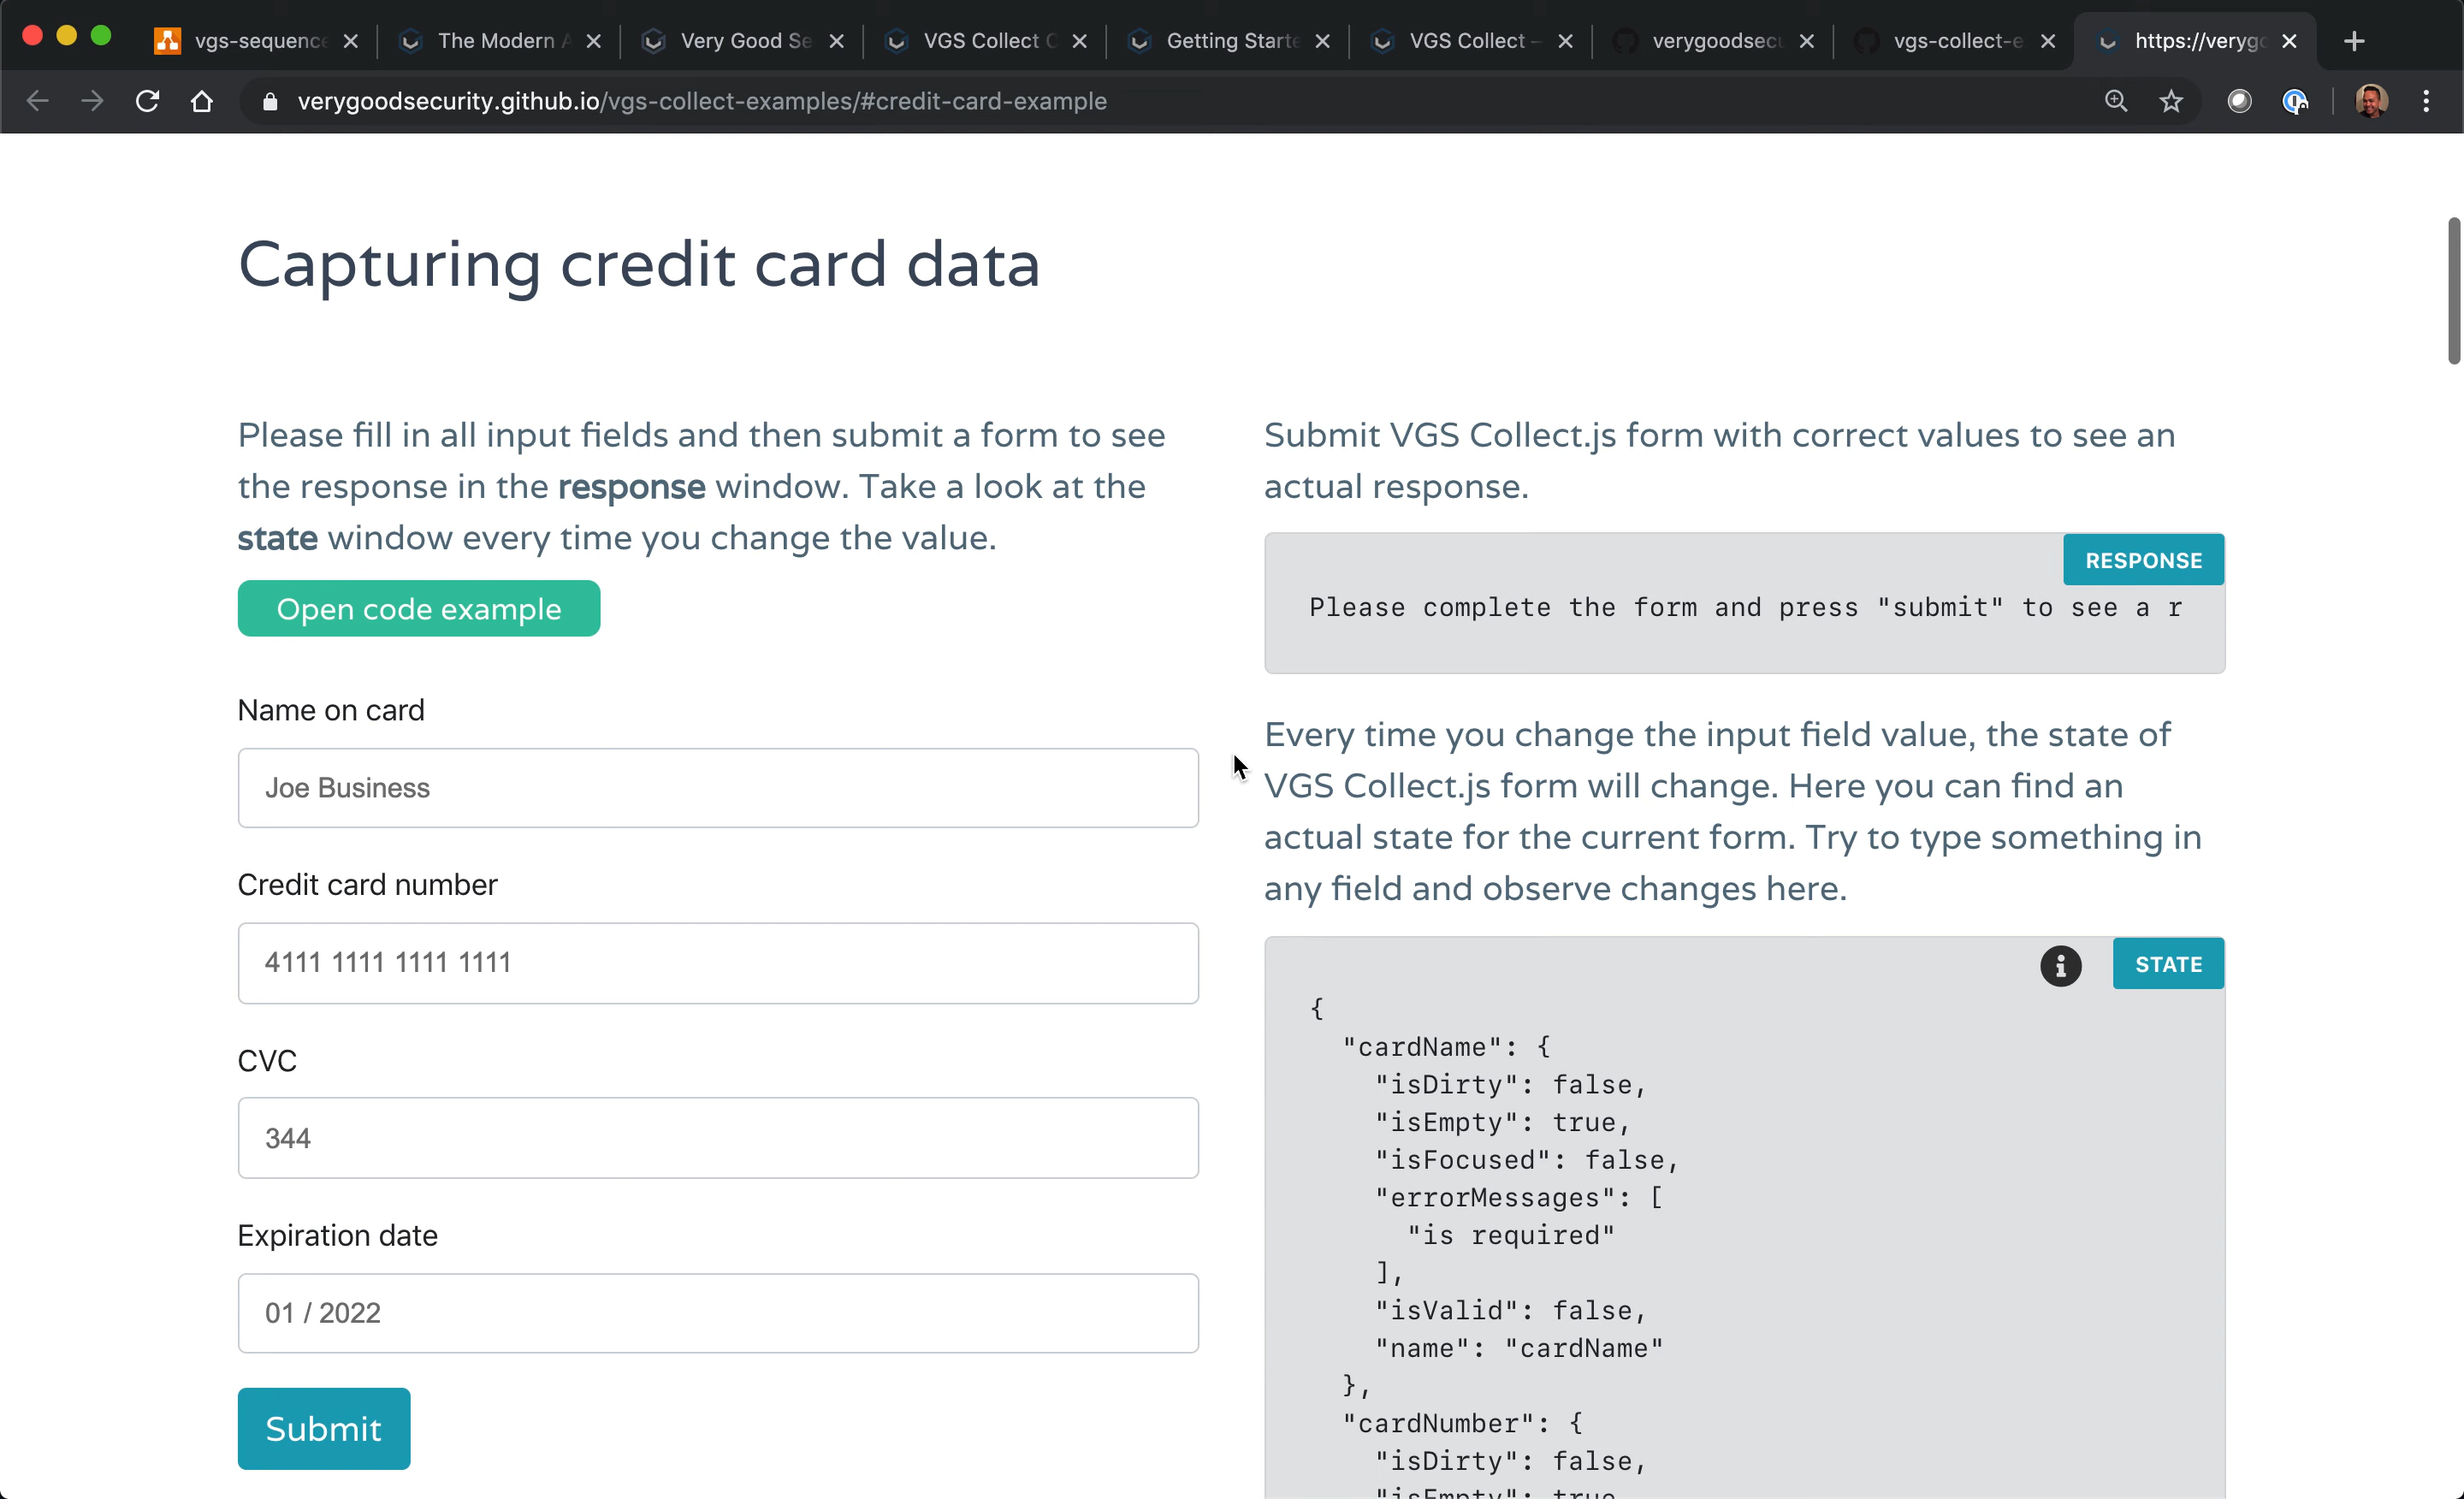 vgs-sequence
The Modern A
Very Good Se
VGS Collect C
Getting Starte
VGS Collect –
verygoodsecu
vgs-collect-e
https://verygo
verygoodsecurity.github.io/vgs-collect-examples/#credit-card-example
Capturing credit card data
Please fill in all input fields and then submit a form to see
the response in the response window. Take a look at the
state window every time you change the value.
Open code example
Name on card
Joe Business
Credit card number
4111 1111 1111 1111
CVC
344
Expiration date
01 / 2022
Submit
Submit VGS Collect.js form with correct values to see an
actual response.
RESPONSE
Please complete the form and press "submit" to see a r
Every time you change the input field value, the state of
VGS Collect.js form will change. Here you can find an
actual state for the current form. Try to type something in
any field and observe changes here.
STATE
{
"cardName": {
"isDirty": false,
"isEmpty": true,
"isFocused": false,
"errorMessages": [
"is required"
],
"isValid": false,
"name": "cardName"
},
"cardNumber": {
"isDirty": false,
"isEmpty": true